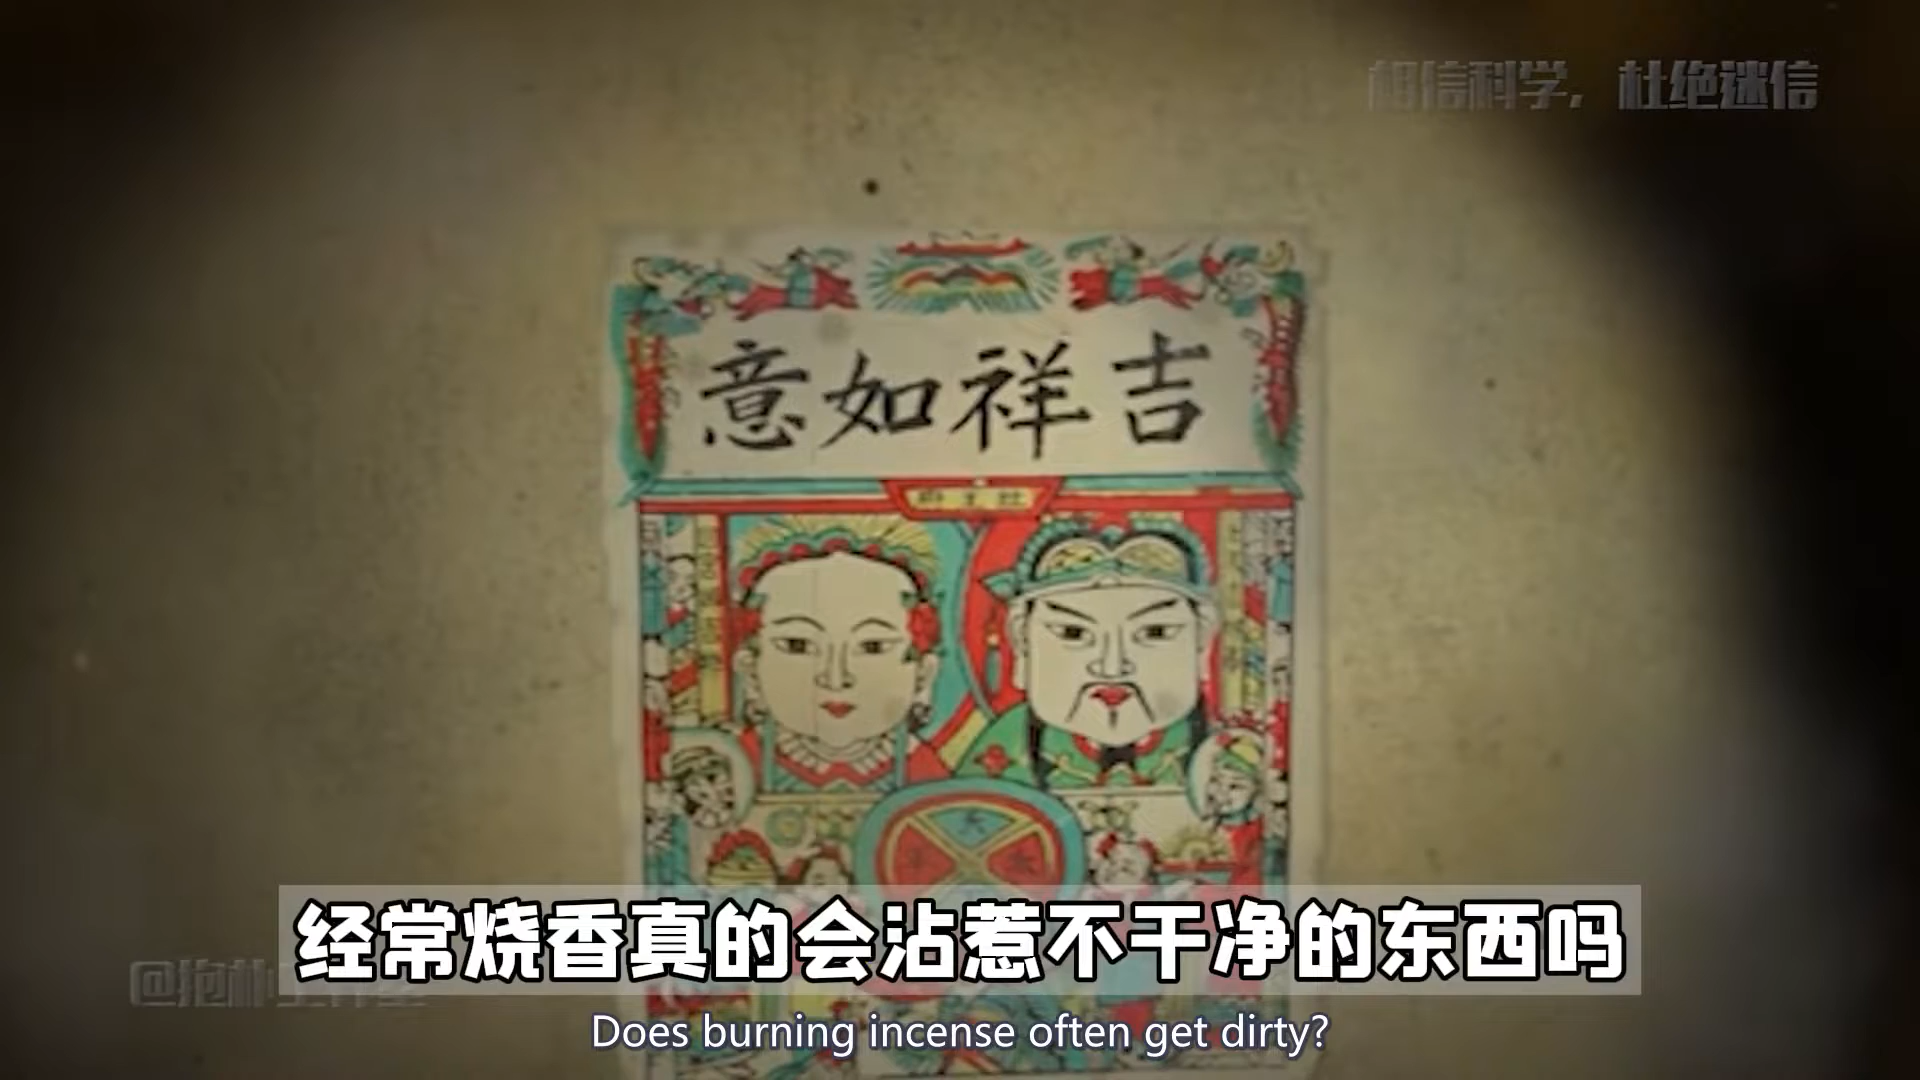 相信科学，杜绝迷信
意如祥吉
经常烧香真的会沾惹不干净的东西吗
Does burning incense often get dirty?